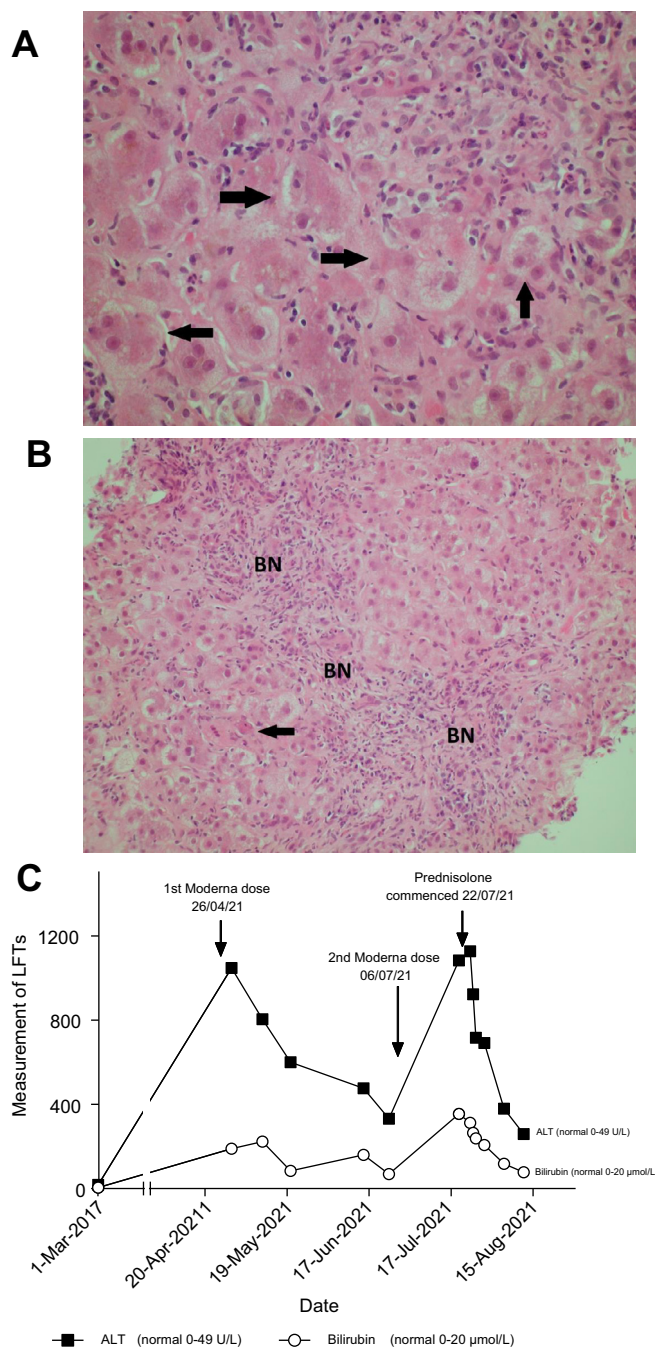 A
B
BN
BN
BN
C
1st Moderna dose
26/04/21
Prednisolone
commenced 22/07/21
2nd Moderna dose
06/07/21
Measurement of LFTs
1200
800
400
0
ALT (normal 0-49 U/L)
Bilirubin (normal 0-20 μmol/L
1-Mar-2017
20-Apr-20211
19-May-2021
17-Jun-2021
17-Jul-2021
15-Aug-2021
Date
ALT (normal 0-49 U/L)
Bilirubin (normal 0-20 μmol/L)